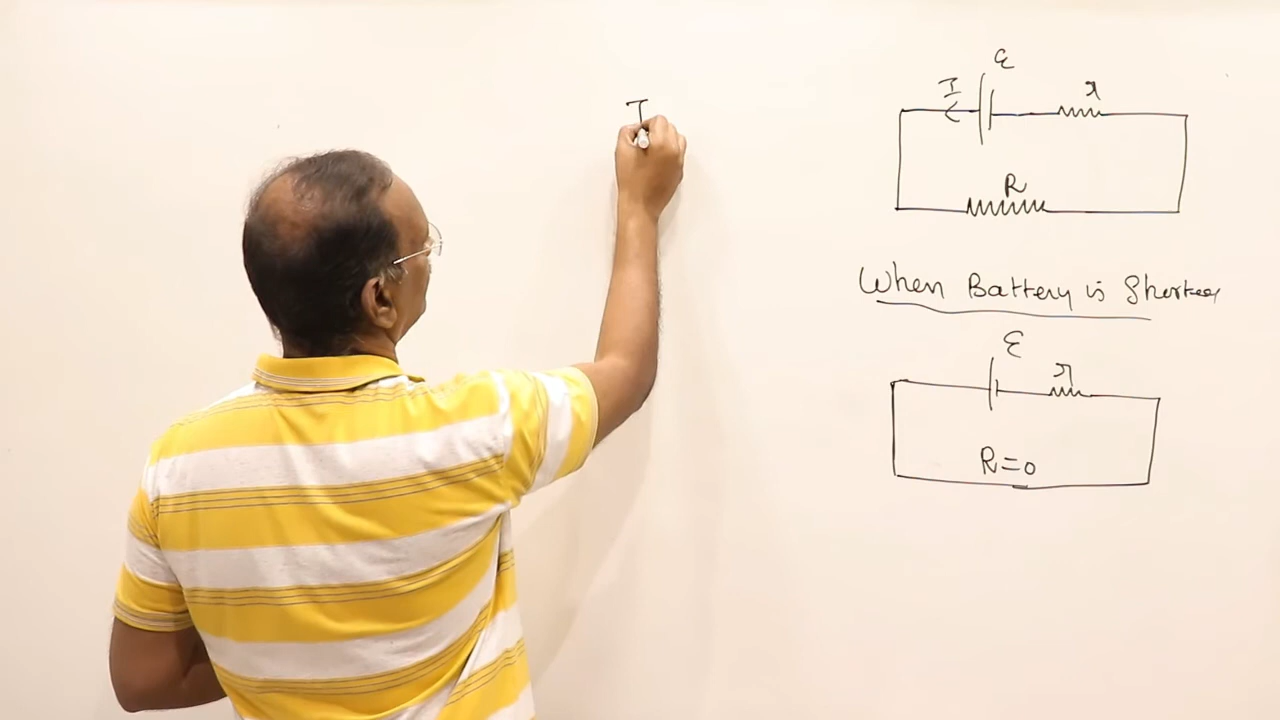 I
ε
I r
R
When Battery is Shorted
ε
r
R=0